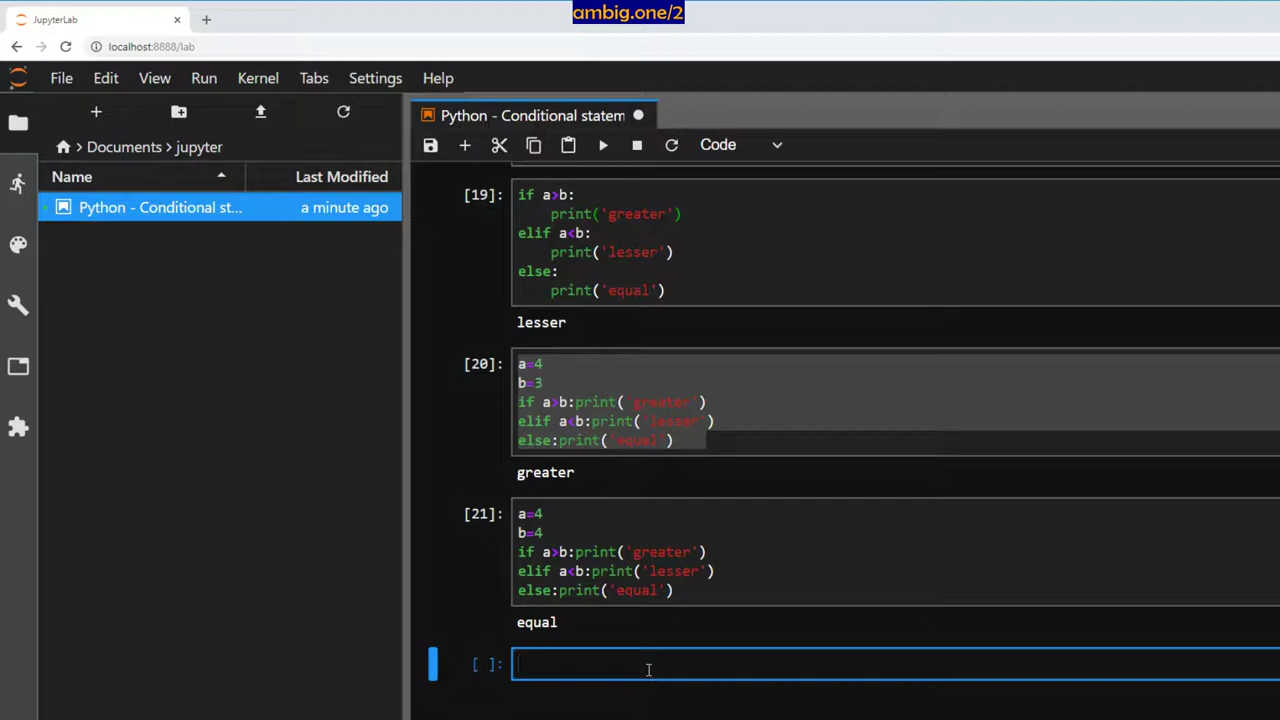 ambig.one/2
JupyterLab
localhost:8888/lab
File Edit View Run Kernel Tabs Settings Help
Python - Conditional statem
> Documents > jupyter
Code
Name Last Modified
Python - Conditional st... a minute ago
[19]: if a>b:
    print('greater')
elif a<b:
    print('lesser')
else:
    print('equal')
lesser
[20]: a=4
b=3
if a>b:print('greater')
elif a<b:print('lesser')
else:print('equal')
greater
[21]: a=4
b=4
if a>b:print('greater')
elif a<b:print('lesser')
else:print('equal')
equal
[ ]: